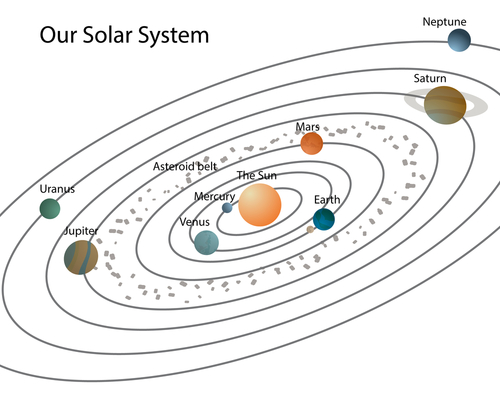 Neptune
Our Solar System
Saturn
Mars
Asteroid belt
The Sun
Uranus
Mercury
Earth
Venus
Jupiter